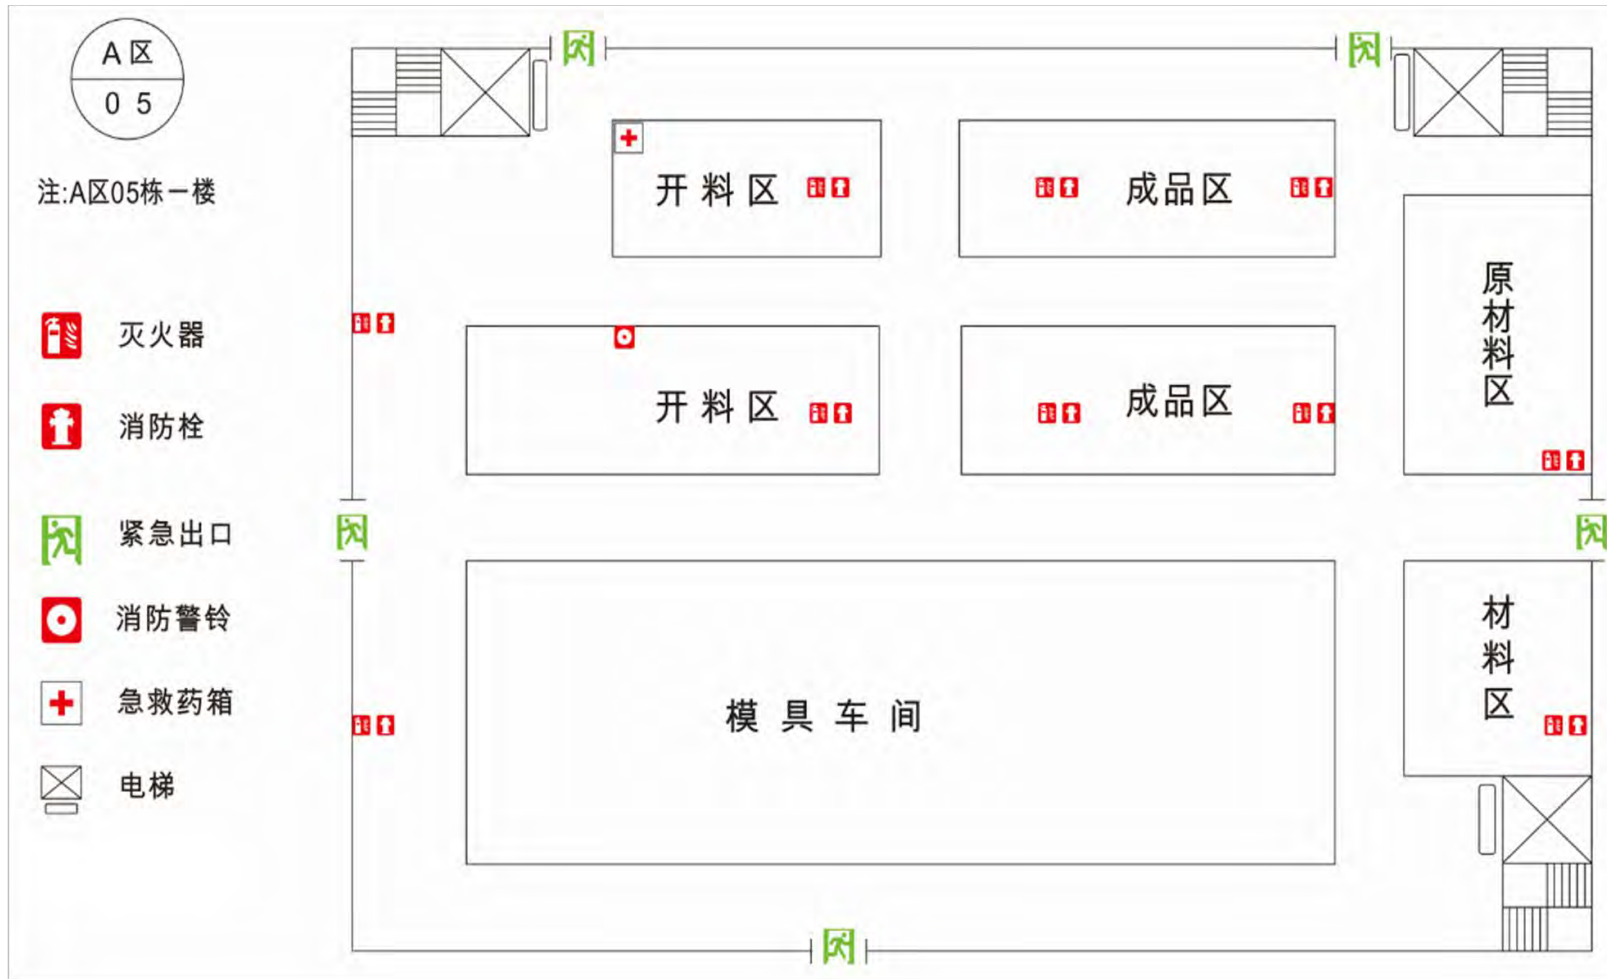 A区
05
注:A区05栋一楼
灭火器
消防栓
紧急出口
消防警铃
急救药箱
电梯
开料区
成品区
原材料区
开料区
成品区
模具车间
材料区